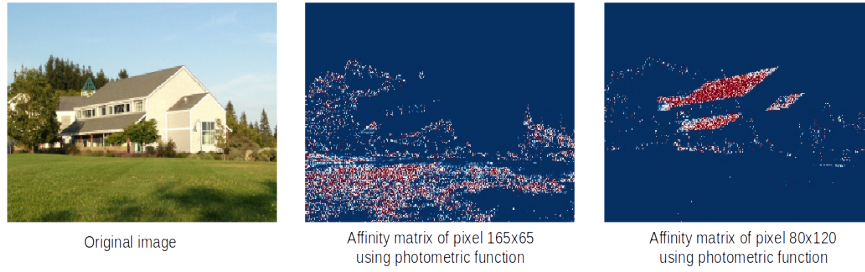 Original image
Affinity matrix of pixel 165x65
using photometric function
Affinity matrix of pixel 80x120
using photometric function